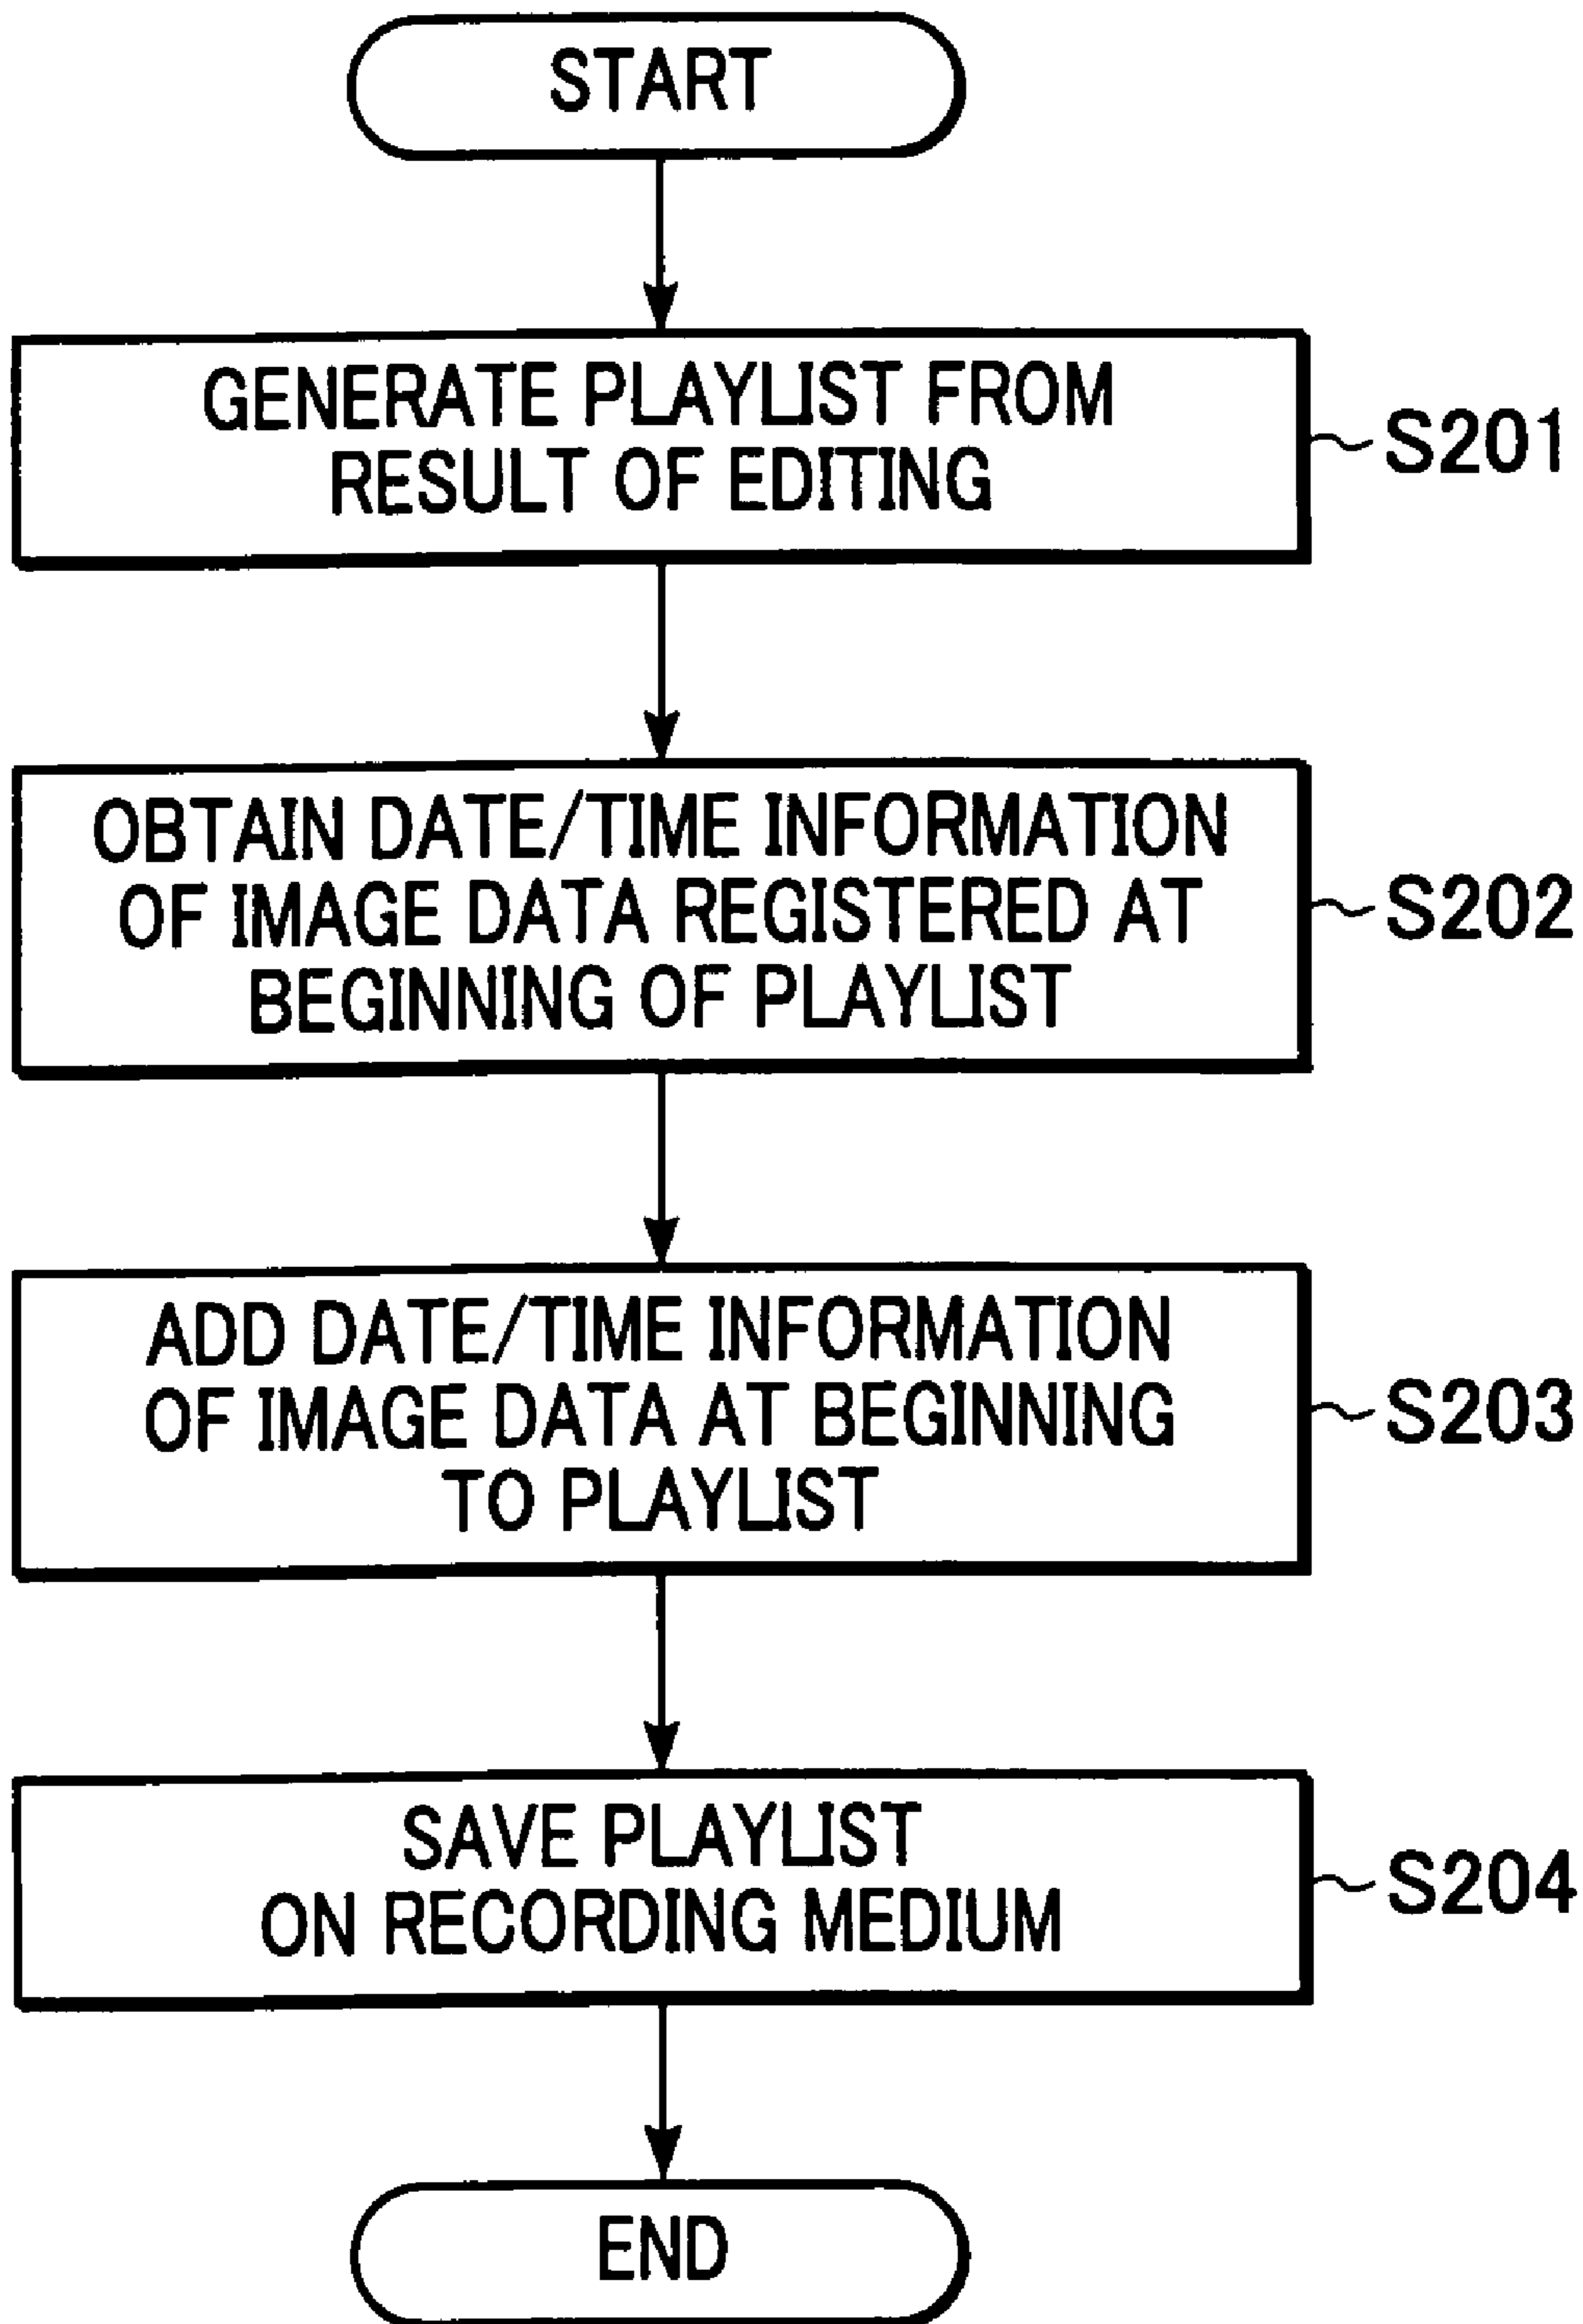 START
GENERATE PLAYLIST FROM
RESULT OF EDITING
S201
OBTAIN DATE/TIME INFORMATION
OF IMAGE DATA REGISTERED AT
BEGINNING OF PLAYLIST
S202
ADD DATE/TIME INFORMATION
OF IMAGE DATA AT BEGINNING
TO PLAYLIST
S203
SAVE PLAYLIST
ON RECORDING MEDIUM
S204
END